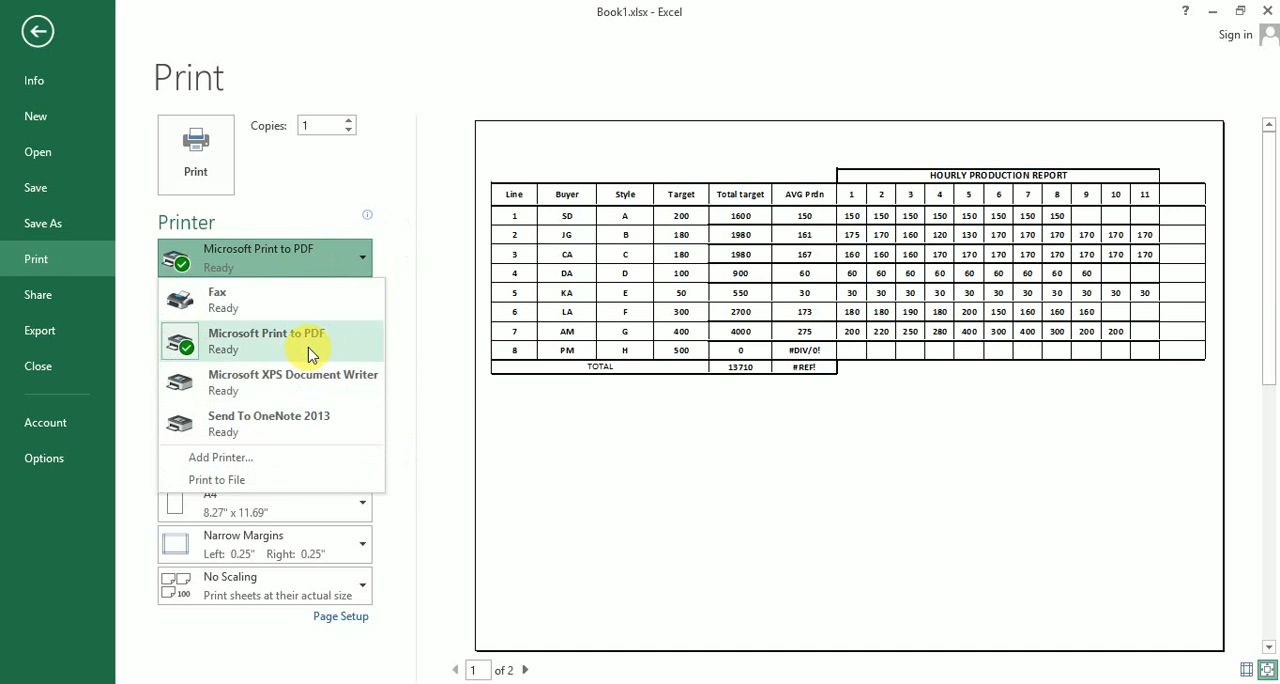 Book1.xlsx - Excel
?
Sign in
Info
New
Open
Save
Save As
Print
Share
Export
Close
Account
Options
Print
Print
Copies: 1
Printer
Microsoft Print to PDF
Ready
Fax
Ready
Microsoft Print to PDF
Ready
Microsoft XPS Document Writer
Ready
Send To OneNote 2013
Ready
Add Printer...
Print to File
A4
8.27" x 11.69"
Narrow Margins
Left: 0.25" Right: 0.25"
No Scaling
100
Print sheets at their actual size
Page Setup
HOURLY PRODUCTION REPORT
Line Buyer Style Target Total target AVG Prdn 1 2 3 4 5 6 7 8 9 10 11
1 SD A 200 1600 150 150 150 150 150 150 150 150 150
2 JG B 180 1980 161 175 170 160 120 130 170 170 170 170 170 170
3 CA C 180 1980 167 160 160 160 170 170 170 170 170 170 170 170
4 DA D 100 900 60 60 60 60 60 60 60 60 60 60
5 KA E 50 550 30 30 30 30 30 30 30 30 30 30 30 30
6 LA F 300 2700 173 180 180 190 180 200 150 160 160 160
7 AM G 400 4000 275 200 220 250 280 400 300 400 300 200 200
8 PM H 500 0 #DIV/0!
TOTAL 13710 #REF!
1 of 2